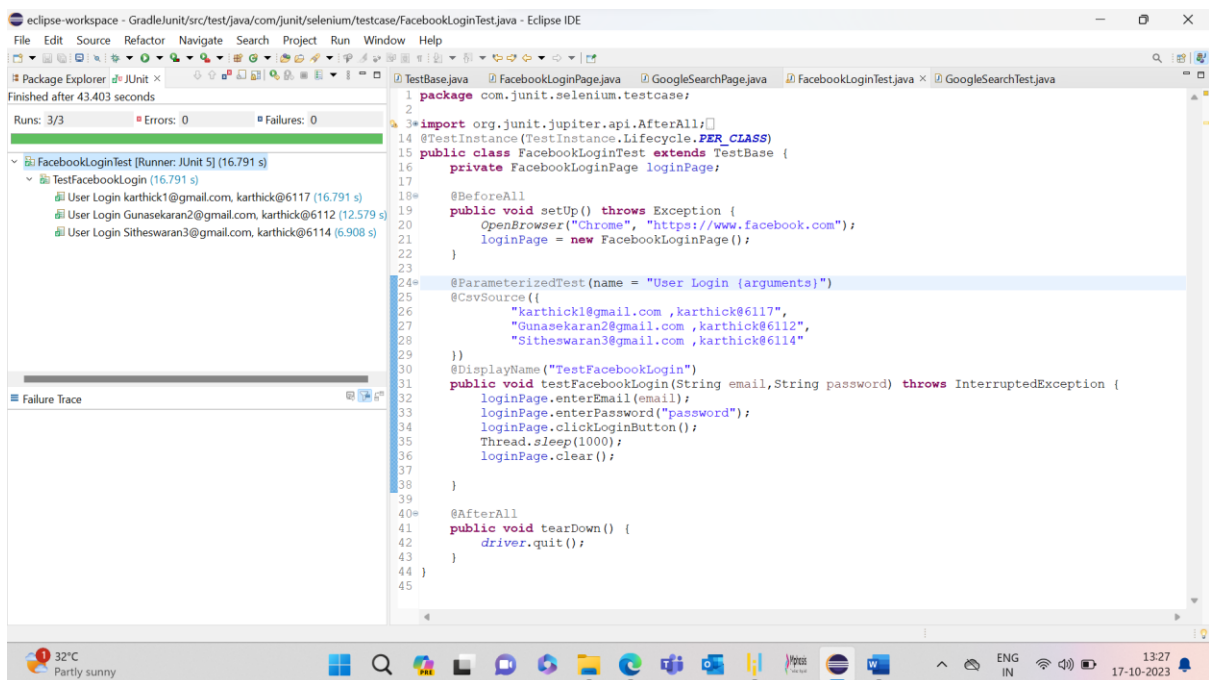 eclipse-workspace - GradleJunit/src/test/java/com/junit/selenium/testcase/FacebookLoginTest.java - Eclipse IDE
File Edit Source Refactor Navigate Search Project Run Window Help
Package Explorer JUnit
Finished after 43.403 seconds
Runs: 3/3 Errors: 0 Failures: 0
FacebookLoginTest [Runner: JUnit 5] (16.791 s)
TestFacebookLogin (16.791 s)
User Login karthick1@gmail.com, karthick@6117 (16.791 s)
User Login Gunasekaran2@gmail.com, karthick@6112 (12.579 s)
User Login Sitheswaran3@gmail.com, karthick@6114 (6.908 s)
Failure Trace
TestBase.java FacebookLoginPage.java GoogleSearchPage.java FacebookLoginTest.java GoogleSearchTest.java
1 package com.junit.selenium.testcase;
2
3 import org.junit.jupiter.api.AfterAll;
14 @TestInstance(TestInstance.Lifecycle.PER_CLASS)
15 public class FacebookLoginTest extends TestBase {
16 private FacebookLoginPage loginPage;
17
18 @BeforeAll
19 public void setUp() throws Exception {
20 OpenBrowser("Chrome", "https://www.facebook.com");
21 loginPage = new FacebookLoginPage();
22 }
23
24 @ParameterizedTest(name = "User Login {arguments}")
25 @CsvSource({
26 "karthick1@gmail.com ,karthick@6117",
27 "Gunasekaran2@gmail.com ,karthick@6112",
28 "Sitheswaran3@gmail.com ,karthick@6114"
29 })
30 @DisplayName("TestFacebookLogin")
31 public void testFacebookLogin(String email,String password) throws InterruptedException {
32 loginPage.enterEmail(email);
33 loginPage.enterPassword("password");
34 loginPage.clickLoginButton();
35 Thread.sleep(1000);
36 loginPage.clear();
37
38 }
39
40 @AfterAll
41 public void tearDown() {
42 driver.quit();
43 }
44 }
45
1
32°C
Partly sunny
PRE
ENG
IN
13:27
17-10-2023